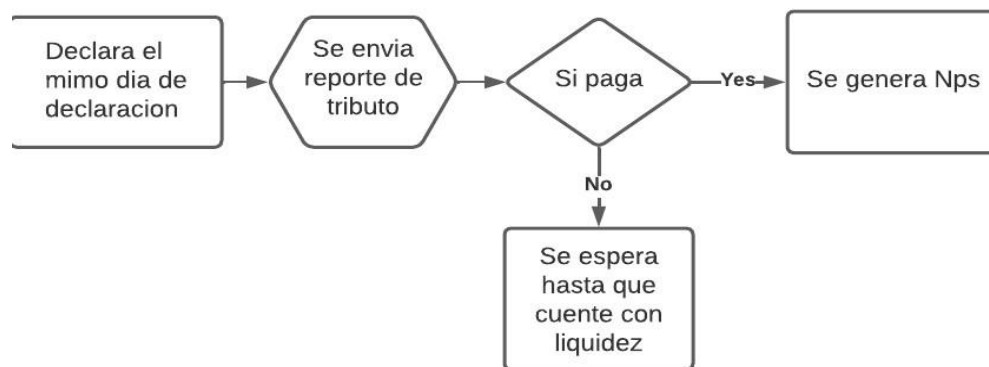 Declara el
mimo dia de
declaracion
Se envia
reporte de
tributo
Si paga
Yes
Se genera Nps
No
Se espera
hasta que
cuente con
liquidez